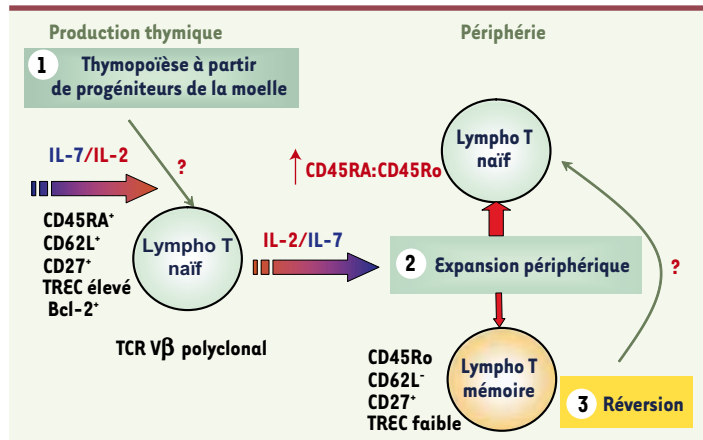 Production thymique
Périphérie
1
Thymopoïèse à partir
de progéniteurs de la moelle
IL-7/IL-2
?
CD45RA+
CD62L+
CD27+
TREC élevé
Bcl-2+
Lympho T
naïf
TCR Vβ polyclonal
IL-2/IL-7
↑ CD45RA:CD45Ro
Lympho T
naïf
2 Expansion périphérique
?
CD45Ro
CD62L-
CD27+
TREC faible
Lympho T
mémoire
3 Réversion